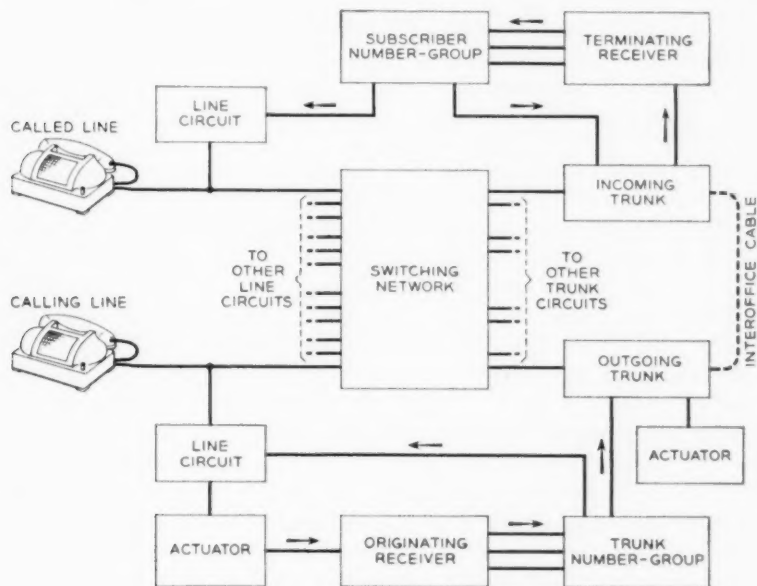 SUBSCRIBER
NUMBER-GROUP
TERMINATING
RECEIVER
LINE
CIRCUIT
CALLED LINE
INCOMING
TRUNK
TO
OTHER
LINE
CIRCUITS
SWITCHING
NETWORK
TO
OTHER
TRUNK
CIRCUITS
INTEROFFICE CABLE
CALLING LINE
OUTGOING
TRUNK
LINE
CIRCUIT
ACTUATOR
ACTUATOR
ORIGINATING
RECEIVER
TRUNK
NUMBER-GROUP